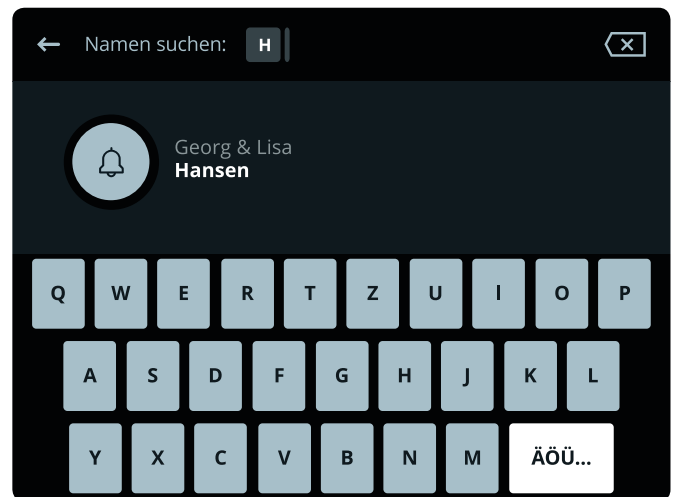 Namen suchen: H
Georg & Lisa
Hansen
Q W E R T Z U I O P
A S D F G H J K L
Y X C V B N M ÄÖÜ...